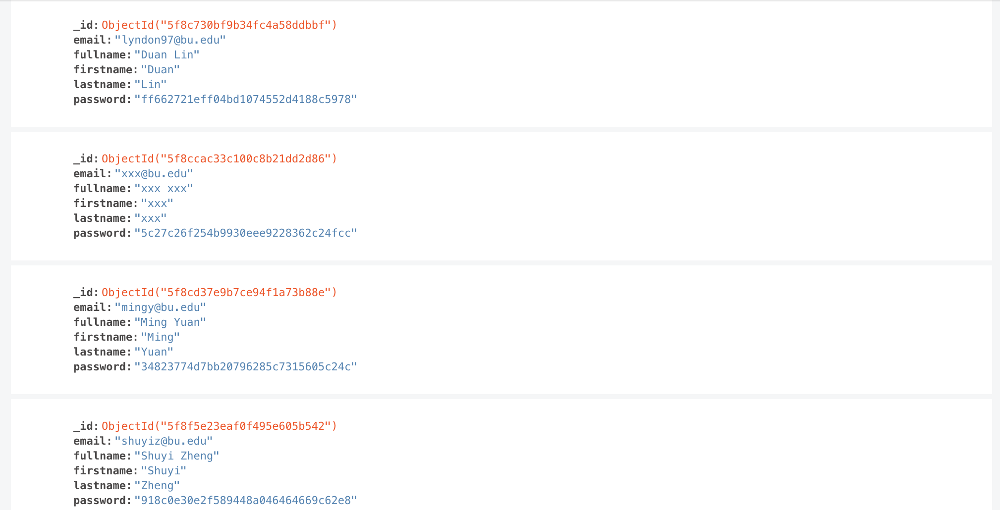 _id: ObjectId("5f8c730bf9b34fc4a58ddbbf")
email: "lyndon97@bu.edu"
fullname: "Duan Lin"
firstname: "Duan"
lastname: "Lin"
password: "ff662721eff04bd1074552d4188c5978"
_id: ObjectId("5f8ccac33c100c8b21dd2d86")
email: "xxx@bu.edu"
fullname: "xxx xxx"
firstname: "xxx"
lastname: "xxx"
password: "5c27c26f254b9930eee9228362c24fcc"
_id: ObjectId("5f8cd37e9b7ce94f1a73b88e")
email: "mingy@bu.edu"
fullname: "Ming Yuan"
firstname: "Ming"
lastname: "Yuan"
password: "34823774d7bb20796285c7315605c24c"
_id: ObjectId("5f8f5e23eaf0f495e605b542")
email: "shuyiz@bu.edu"
fullname: "Shuyi Zheng"
firstname: "Shuyi"
lastname: "Zheng"
password: "918c0e30e2f589448a046464669c62e8"